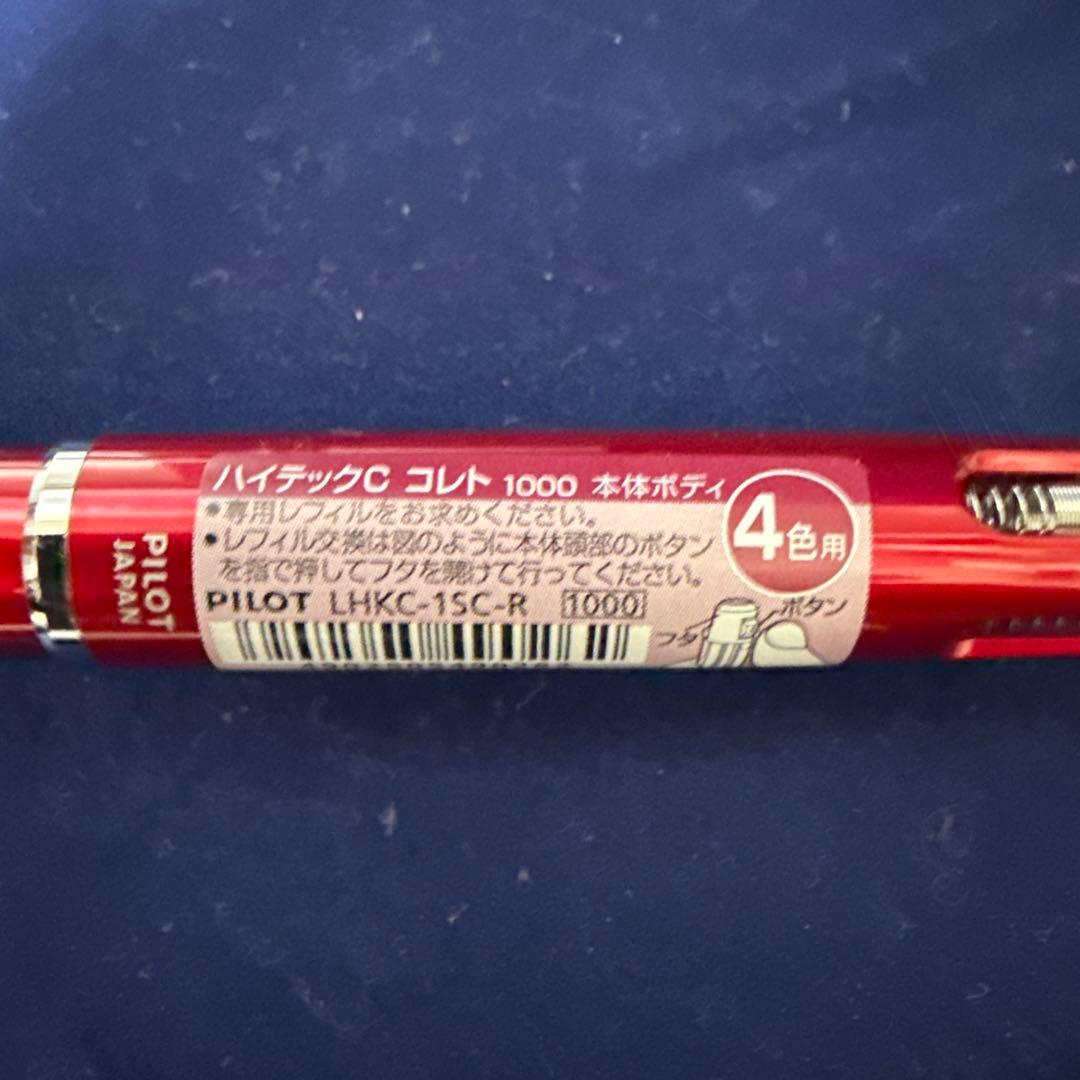 ハイテックC コレト 1000 本体ボディ
4色用
•専用レフィルをお求めください。
•レフィル交換は図のように本体頭部のボタン
を指で押してフタを開けて行ってください。
PILOT LHKC-1SC-R 1000
ボタン
フタ
PILOT
JAPAN